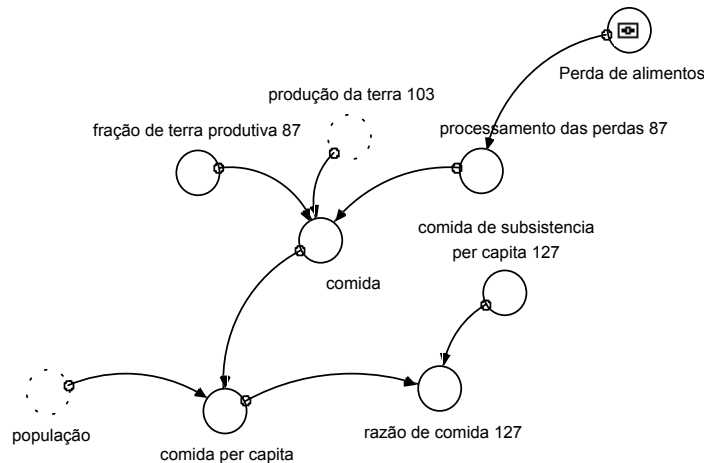 Perda de alimentos
produção da terra 103
fração de terra produtiva 87
processamento das perdas 87
comida de subsistencia
per capita 127
comida
população
comida per capita
razão de comida 127